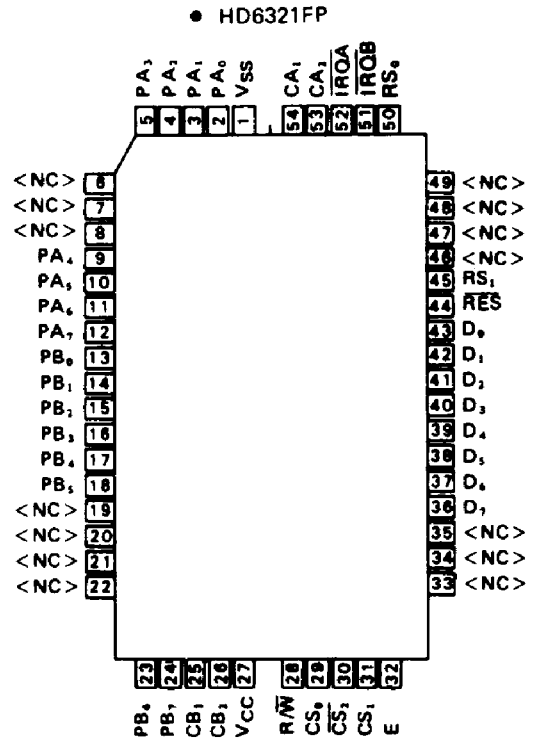 ● HD6321FP
PA₃ PA₂ PA₁ PA₀ VSS CA₁ CA₂ I̅R̅Q̅A̅ I̅R̅Q̅B̅ RS₀
5 4 3 2 1 54 53 52 51 50
<NC> 6
<NC> 7
<NC> 8
PA₄ 9
PA₅ 10
PA₆ 11
PA₇ 12
PB₀ 13
PB₁ 14
PB₂ 15
PB₃ 16
PB₄ 17
PB₅ 18
<NC> 19
<NC> 20
<NC> 21
<NC> 22
49 <NC>
48 <NC>
47 <NC>
46 <NC>
45 RS₁
44 R̅E̅S̅
43 D₀
42 D₁
41 D₂
40 D₃
39 D₄
38 D₅
37 D₆
36 D₇
35 <NC>
34 <NC>
33 <NC>
23 24 25 26 27 28 29 30 31 32
PB₆ PB₇ CB₁ CB₂ VCC R/W̅ CS₀ C̅S̅₂ CS₁ E